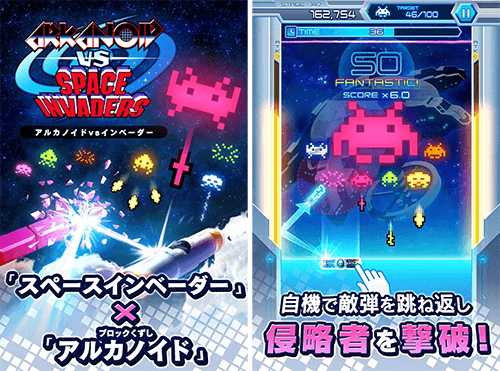 ARKANOID
VS
SPACE
INVADERS
アルカノイドvsインベーダー
「スペースインベーダー」
×
ブロックくずし
「アルカノイド」
162,754
TARGET
46/100
TIME
36
50
FANTASTIC!
SCORE ×6.0
自機で敵弾を跳ね返し
侵略者を撃破!